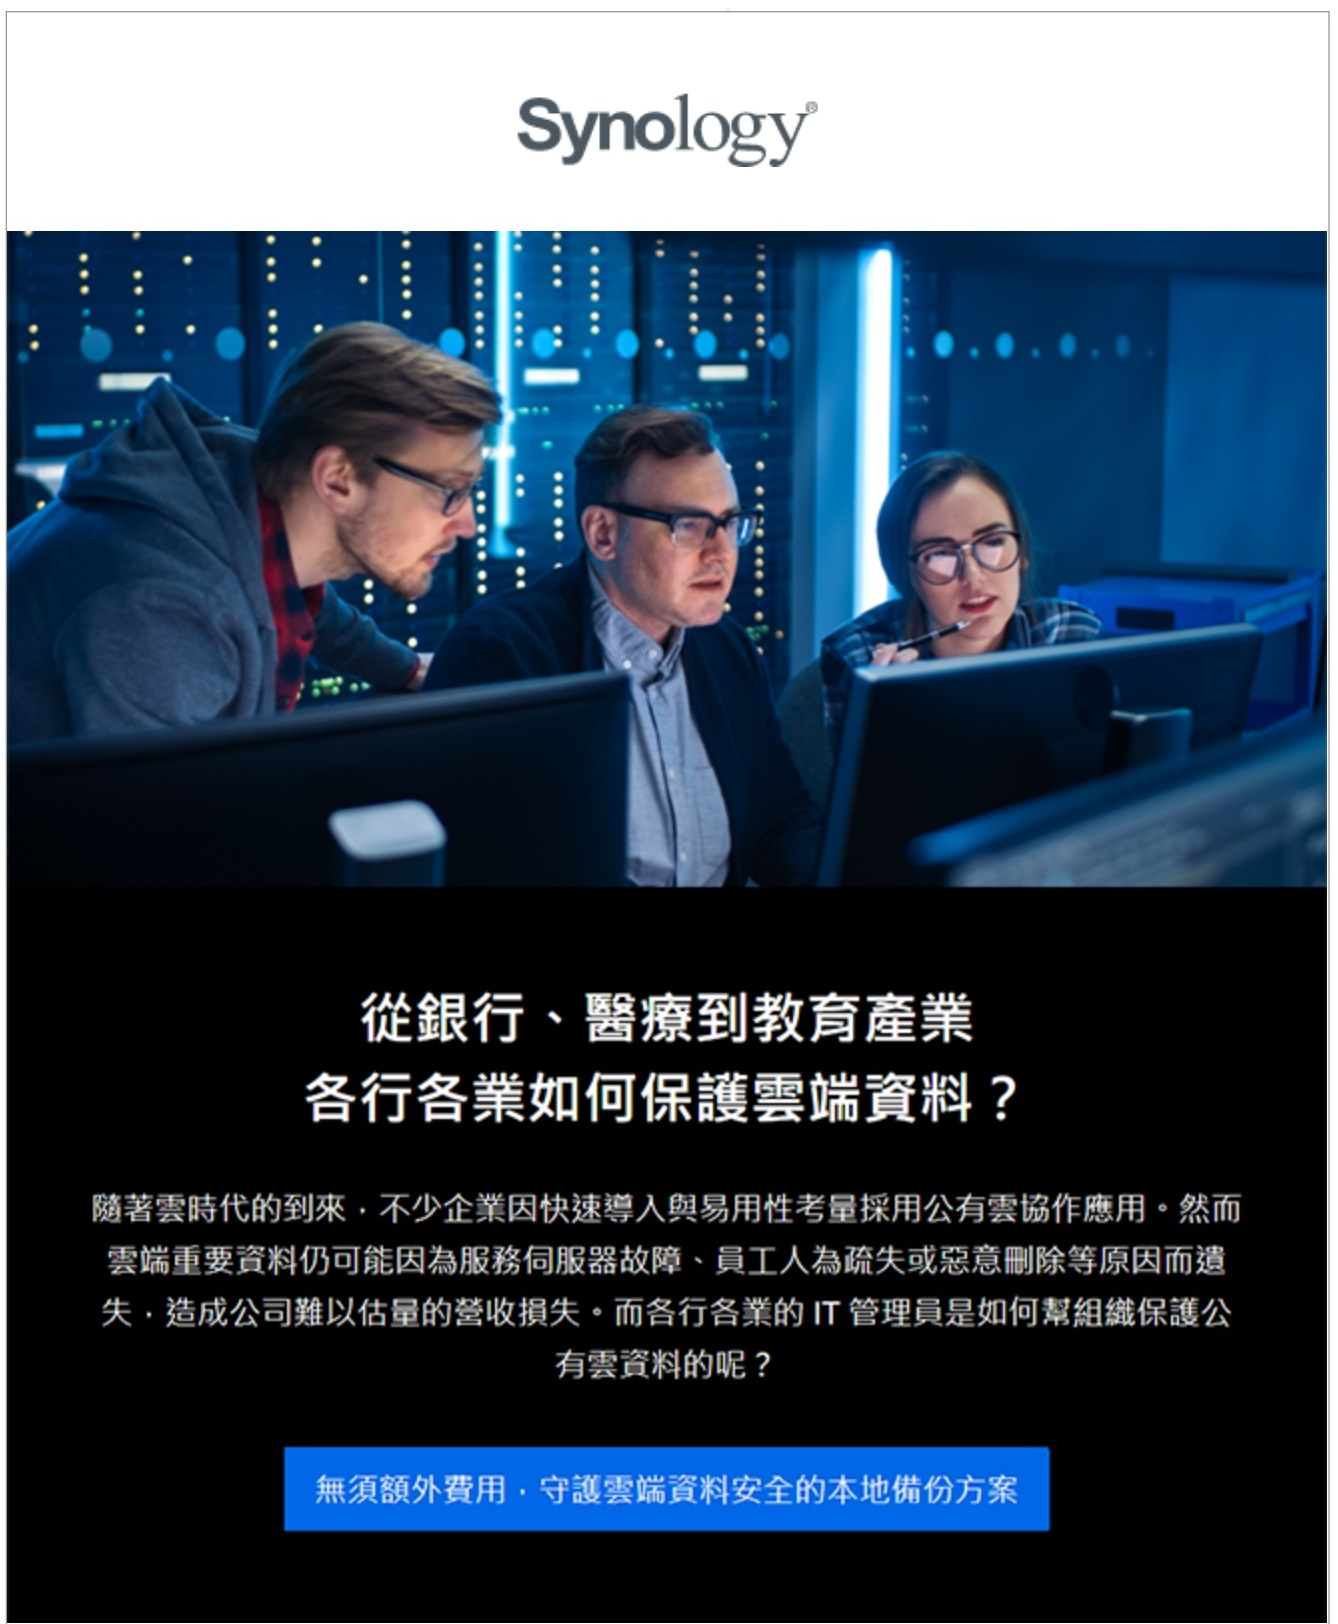 Synology®
從銀行、醫療到教育產業
各行各業如何保護雲端資料？
隨著雲時代的到來，不少企業因快速導入與易用性考量採用公有雲協作應用。然而
雲端重要資料仍可能因為服務伺服器故障、員工人為疏失或惡意刪除等原因而遺
失，造成公司難以估量的營收損失。而各行各業的 IT 管理員是如何幫組織保護公
有雲資料的呢？
無須額外費用，守護雲端資料安全的本地備份方案